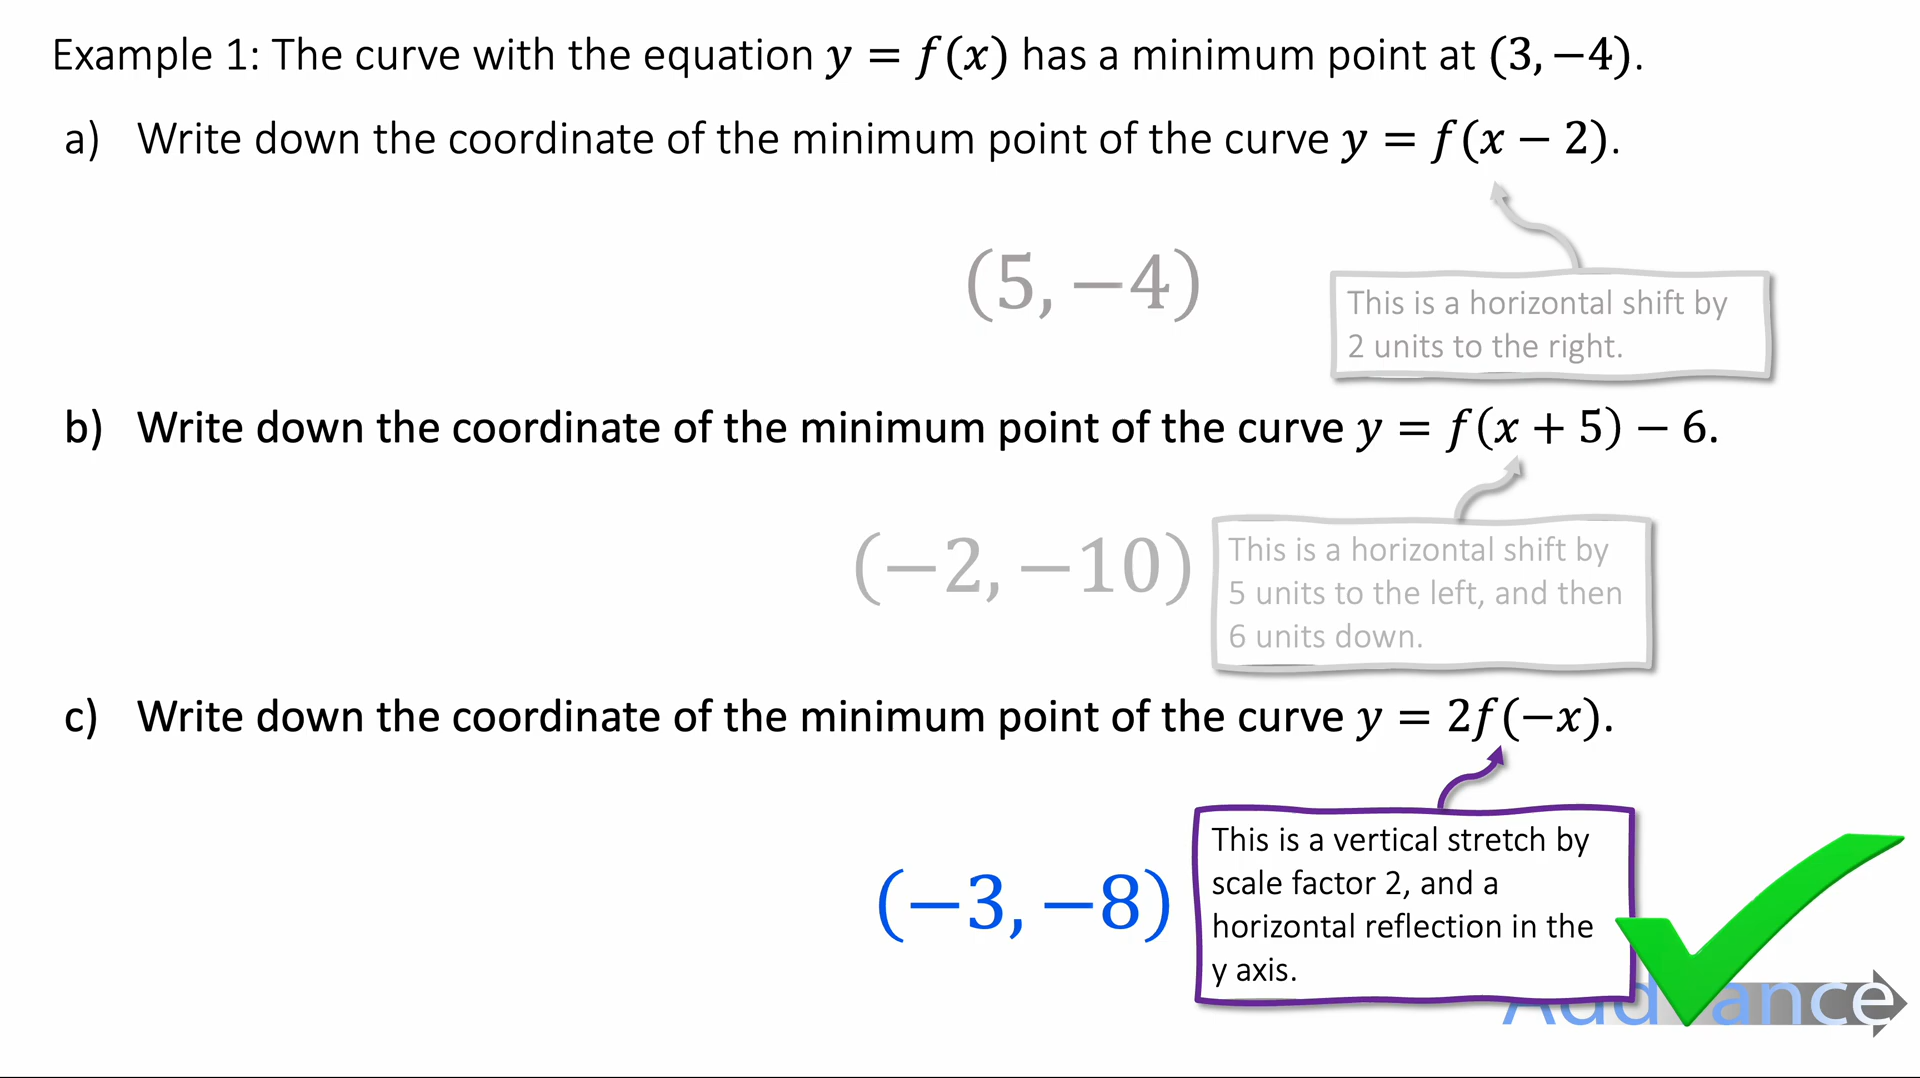 Example 1: The curve with the equation y = f(x) has a minimum point at (3, −4).
a) Write down the coordinate of the minimum point of the curve y = f(x − 2).
(5, −4)
This is a horizontal shift by
2 units to the right.
b) Write down the coordinate of the minimum point of the curve y = f(x + 5) − 6.
(−2, −10)
This is a horizontal shift by
5 units to the left, and then
6 units down.
c) Write down the coordinate of the minimum point of the curve y = 2f(−x).
(−3, −8)
This is a vertical stretch by
scale factor 2, and a
horizontal reflection in the
y axis.